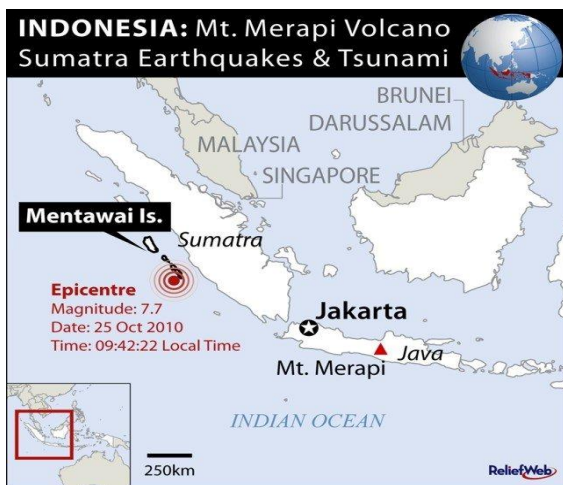 INDONESIA: Mt. Merapi Volcano
Sumatra Earthquakes & Tsunami
BRUNEI
DARUSSALAM
MALAYSIA
SINGAPORE
Mentawai Is.
Sumatra
Epicentre
Magnitude: 7.7
Date: 25 Oct 2010
Time: 09:42:22 Local Time
Jakarta
Java
Mt. Merapi
INDIAN OCEAN
250km
ReliefWeb